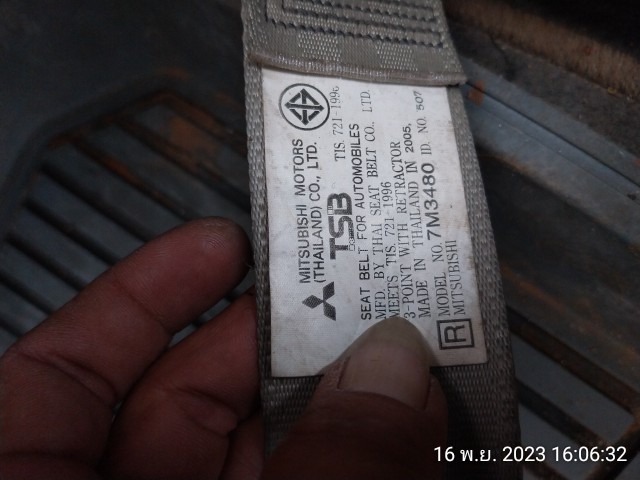 TIS. 721-1996
MITSUBISHI MOTORS
(THAILAND) CO., LTD.
TSB
SEAT BELT FOR AUTOMOBILES
MFD. BY THAI SEAT BELT CO., LTD.
MEETS TIS. 721-1996
3-POINT WITH RETRACTOR
MADE IN THAILAND IN 2005,
MODEL NO. 7M3480 ID. NO. 507
R MITSUBISHI
16 พ.ย. 2023 16:06:32